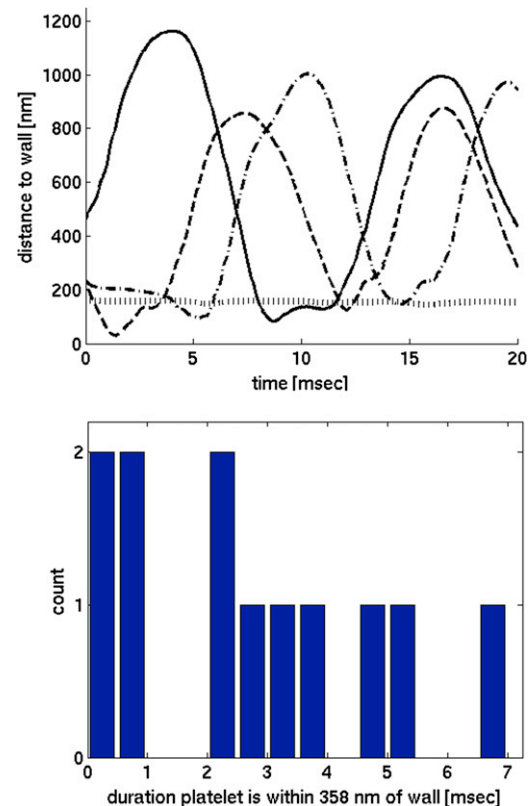 1200
1000
800
600
400
200
0
distance to wall [nm]
0 5 10 15 20
time [msec]
2
1
0
count
0 1 2 3 4 5 6 7
duration platelet is within 358 nm of wall [msec]